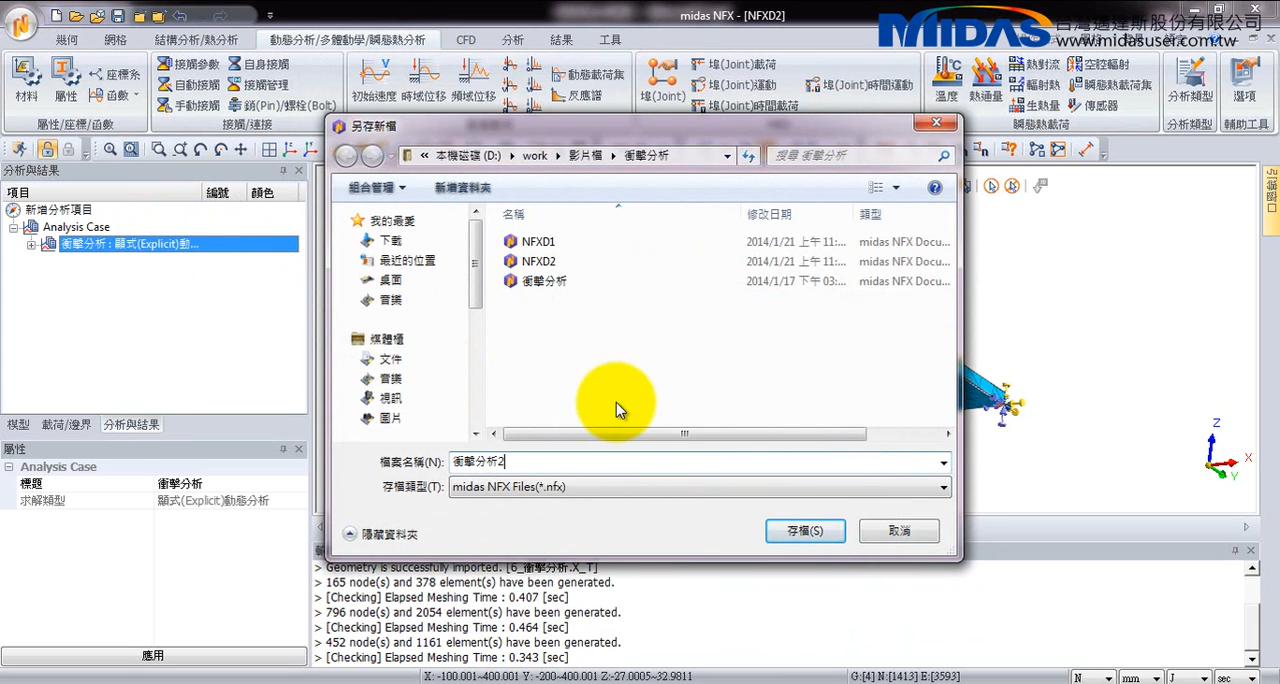 midas NFX - [NFXD2]
MIDAS 台灣邁達斯股份有限公司
www.midasuser.com.tw
幾何 網格 結構分析/熱分析 動態分析/多體動力/瞬態熱分析 CFD 分析 結果 工具
材料 屬性 座標系 函數
屬性/座標/函數
接觸參數 自身接觸
自動接觸 接觸管理
手動接觸 銷(Pin)/螺栓(Bolt)
接觸/連接
初始速度 時域位移 頻域位移 動態載荷集
反應譜
埠(Joint) 埠(Joint)載荷
埠(Joint)運動 埠(Joint)時間運動
埠(Joint)時間載荷
溫度 熱通量 熱對流 空腔輻射
輻射熱 瞬態熱載荷集
生熱量 傳感器
瞬態熱載荷
分析類型 選項
分析類型 輔助工具
分析與結果
項目 編號 顏色
新增分析項目
Analysis Case
衝擊分析 : 顯式(Explicit)動...
模型 載荷/邊界 分析與結果
屬性
Analysis Case
標題 衝擊分析
求解類型 顯式(Explicit)動態分析
應用
另存新檔
« 本機磁碟 (D:) work 影片檔 衝擊分析
搜尋 衝擊分析
組合管理 新增資料夾
我的最愛
下載
最近的位置
桌面
音樂
媒體櫃
文件
音樂
視訊
圖片
名稱 修改日期 類型
NFXD1 2014/1/21 上午 11:... midas NFX Docu...
NFXD2 2014/1/21 上午 11:... midas NFX Docu...
衝擊分析 2014/1/17 下午 03:... midas NFX Docu...
檔案名稱(N): 衝擊分析2
存檔類型(T): midas NFX Files(*.nfx)
隱藏資料夾 存檔(S) 取消
> Geometry is successfully imported. [6_衝擊分析.X_T]
> 165 node(s) and 378 element(s) have been generated.
> [Checking] Elapsed Meshing Time : 0.407 [sec]
> 796 node(s) and 2054 element(s) have been generated.
> [Checking] Elapsed Meshing Time : 0.464 [sec]
> 452 node(s) and 1161 element(s) have been generated.
> [Checking] Elapsed Meshing Time : 0.343 [sec]
Z
X
Y
X: -100.001~400.001 Y: -200~400.001 Z:-27.0005~32.9811 G:[4] N:[1413] E:[3593] N mm J sec